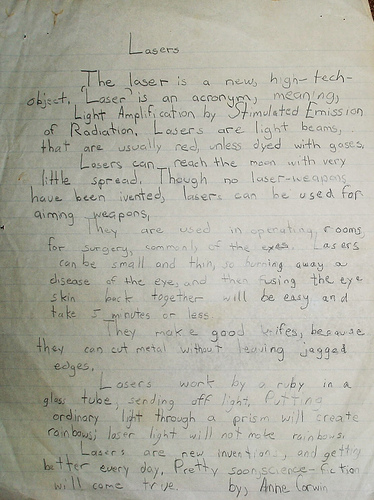 Lasers
The laser is a new, high-tech-
object. "Laser" is an acronym, meaning,
Light Amplification by Stimulated Emission
of Radiation. Lasers are light beams,
that are usually red, unless dyed with gases.
Lasers can reach the moon with very
little spread. Though no laser-weapons
have been ivented, lasers can be used for
aiming weapons.
They are used in operating rooms
for surgery, commonly of the eyes. Lasers
can be small and thin, so burning away a
disease of the eye, and then fusing the eye
skin back together will be easy and
take 5 minutes or less
They make good knifes, because
they can cut metal without leaving jagged
edges.
Lasers work by a ruby in a
glass tube, sending off light. Putting
ordinary light through a prism will create
rainbows; laser light will not make rainbows.
Lasers are new inventions, and getting
better every day. Pretty soon science-fiction
will come true. by, Anne Corwin